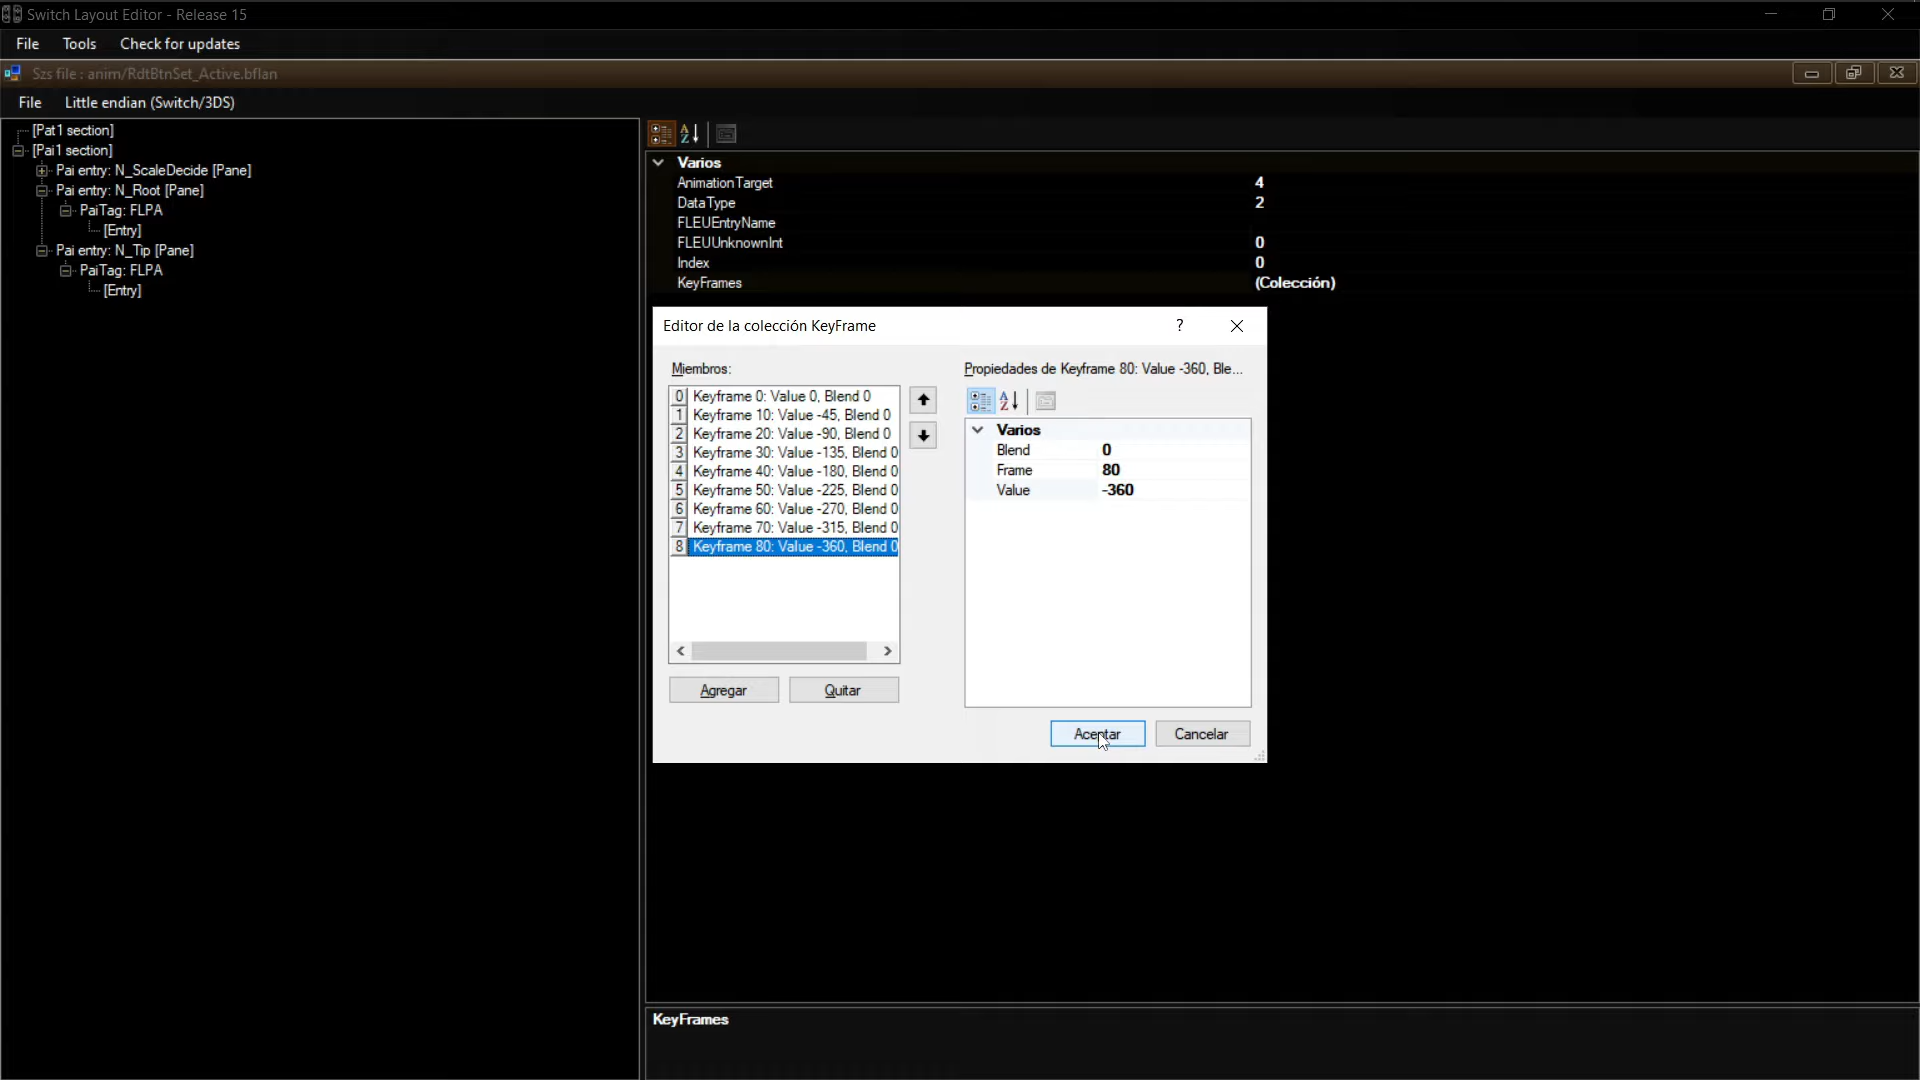 Switch Layout Editor - Release 15
File Tools Check for updates
Szs file : anim/RdtBtnSet_Active.bflan
File Little endian (Switch/3DS)
[Pat1 section]
[Pai1 section]
Pai entry: N_ScaleDecide [Pane]
Pai entry: N_Root [Pane]
PaiTag: FLPA
[Entry]
Pai entry: N_Tip [Pane]
PaiTag: FLPA
[Entry]
Varios
AnimationTarget 4
DataType 2
FLEUEntryName
FLEUUnknownInt 0
Index 0
KeyFrames (Colección)
Editor de la colección KeyFrame
Miembros:
0 Keyframe 0: Value 0, Blend 0
1 Keyframe 10: Value -45, Blend 0
2 Keyframe 20: Value -90, Blend 0
3 Keyframe 30: Value -135, Blend 0
4 Keyframe 40: Value -180, Blend 0
5 Keyframe 50: Value -225, Blend 0
6 Keyframe 60: Value -270, Blend 0
7 Keyframe 70: Value -315, Blend 0
8 Keyframe 80: Value -360, Blend 0
Agregar Quitar
Propiedades de Keyframe 80: Value -360, Ble...
Varios
Blend 0
Frame 80
Value -360
Aceptar Cancelar
KeyFrames